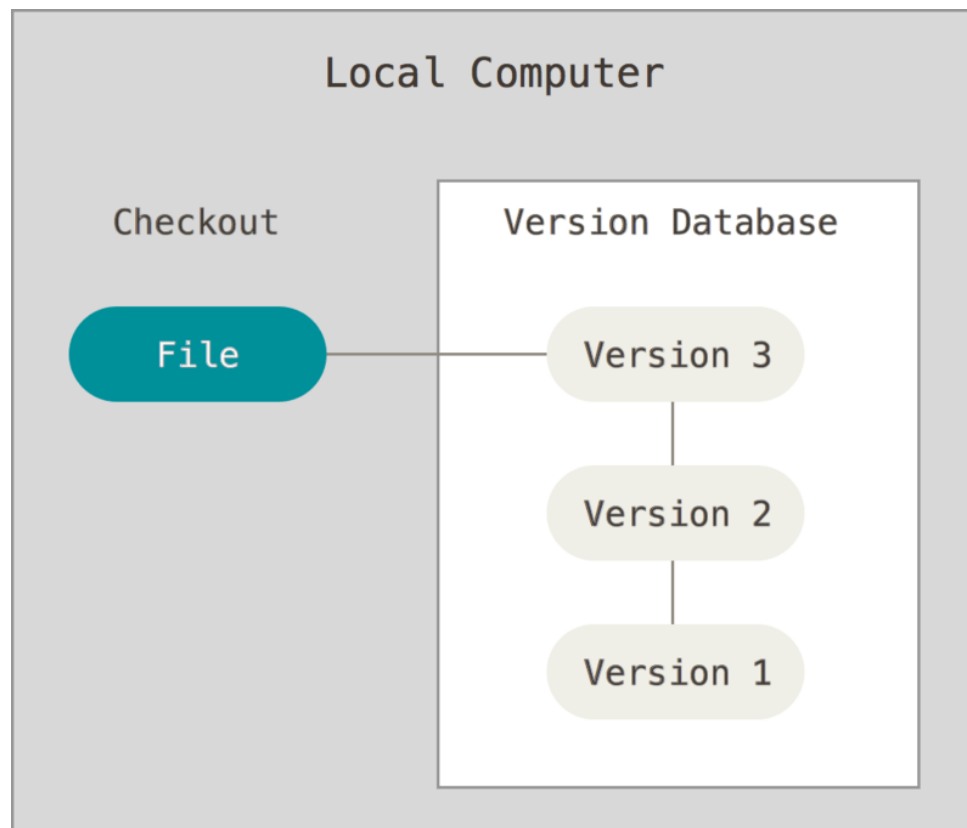 Local Computer
Checkout
Version Database
File
Version 3
Version 2
Version 1